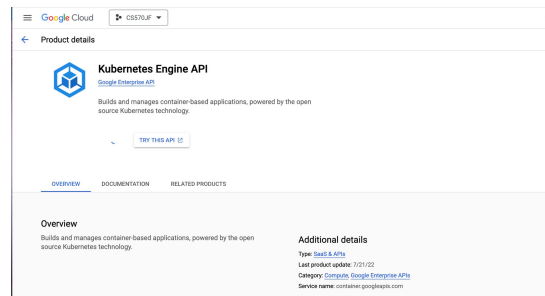 Google Cloud
CS570JF
Product details
Kubernetes Engine API
Google Enterprise API
Builds and manages container-based applications, powered by the open
source Kubernetes technology.
TRY THIS API
OVERVIEW DOCUMENTATION RELATED PRODUCTS
Overview
Builds and manages container-based applications, powered by the open
source Kubernetes technology.
Additional details
Type: SaaS & APIs
Last product update: 7/21/22
Category: Compute, Google Enterprise APIs
Service name: container.googleapis.com